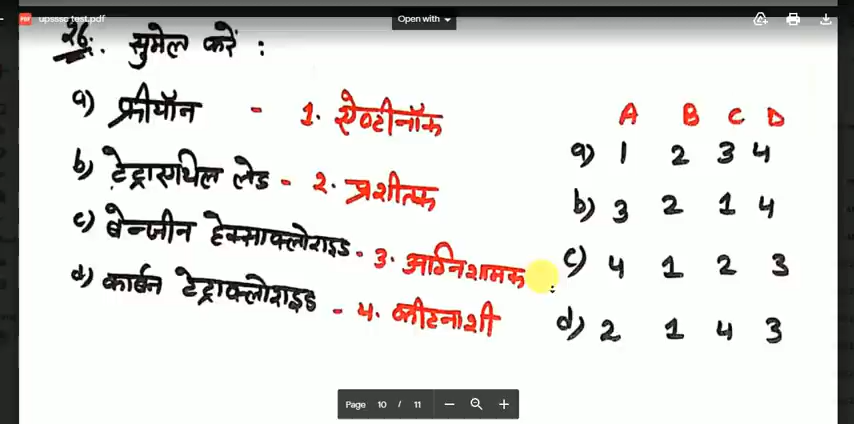 upsssc test.pdf
Open with
26. सुमेल करें :
a) फ्रीयॉन - 1. ऐण्टीनॉक
b) टेट्राएथिल लेड - 2. प्रशीतक
c) बेन्जीन हेक्साक्लोराइड - 3. अग्निशामक
d) कार्बन टेट्राक्लोराइड - 4. कीटनाशी
A B C D
a) 1 2 3 4
b) 3 2 1 4
c) 4 1 2 3
d) 2 1 4 3
Page 10 / 11